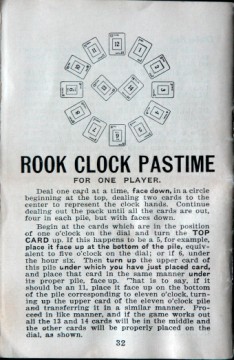 ROOK CLOCK PASTIME
FOR ONE PLAYER.
Deal one card at a time, face down, in a circle
beginning at the top, dealing two cards to the
center to represent the clock hands. Continue
dealing out the pack until all the cards are out,
four in each pile, but with faces down.
Begin at the cards which are in the position
of one o'clock on the dial and turn the TOP
CARD up. If this happens to be a 5, for example,
place it face up at the bottom of the pile, equiv-
alent to five o'clock on the dial; or if 6, under
the hour six. Then turn up the upper card of
this pile under which you have just placed card,
and place that card in the same manner under
its proper pile, face up. That is to say, if it
should be an 11, place it face up on the bottom
of the pile corresponding to eleven o'clock, turn-
ing up the upper card of the eleven o'clock pile
and transferring it in a similar manner. Pro-
ceed in like manner, and if the game works out
all the 13 and 14 cards will be in the middle and
the other cards will be properly placed on the
dial, as shown.
32